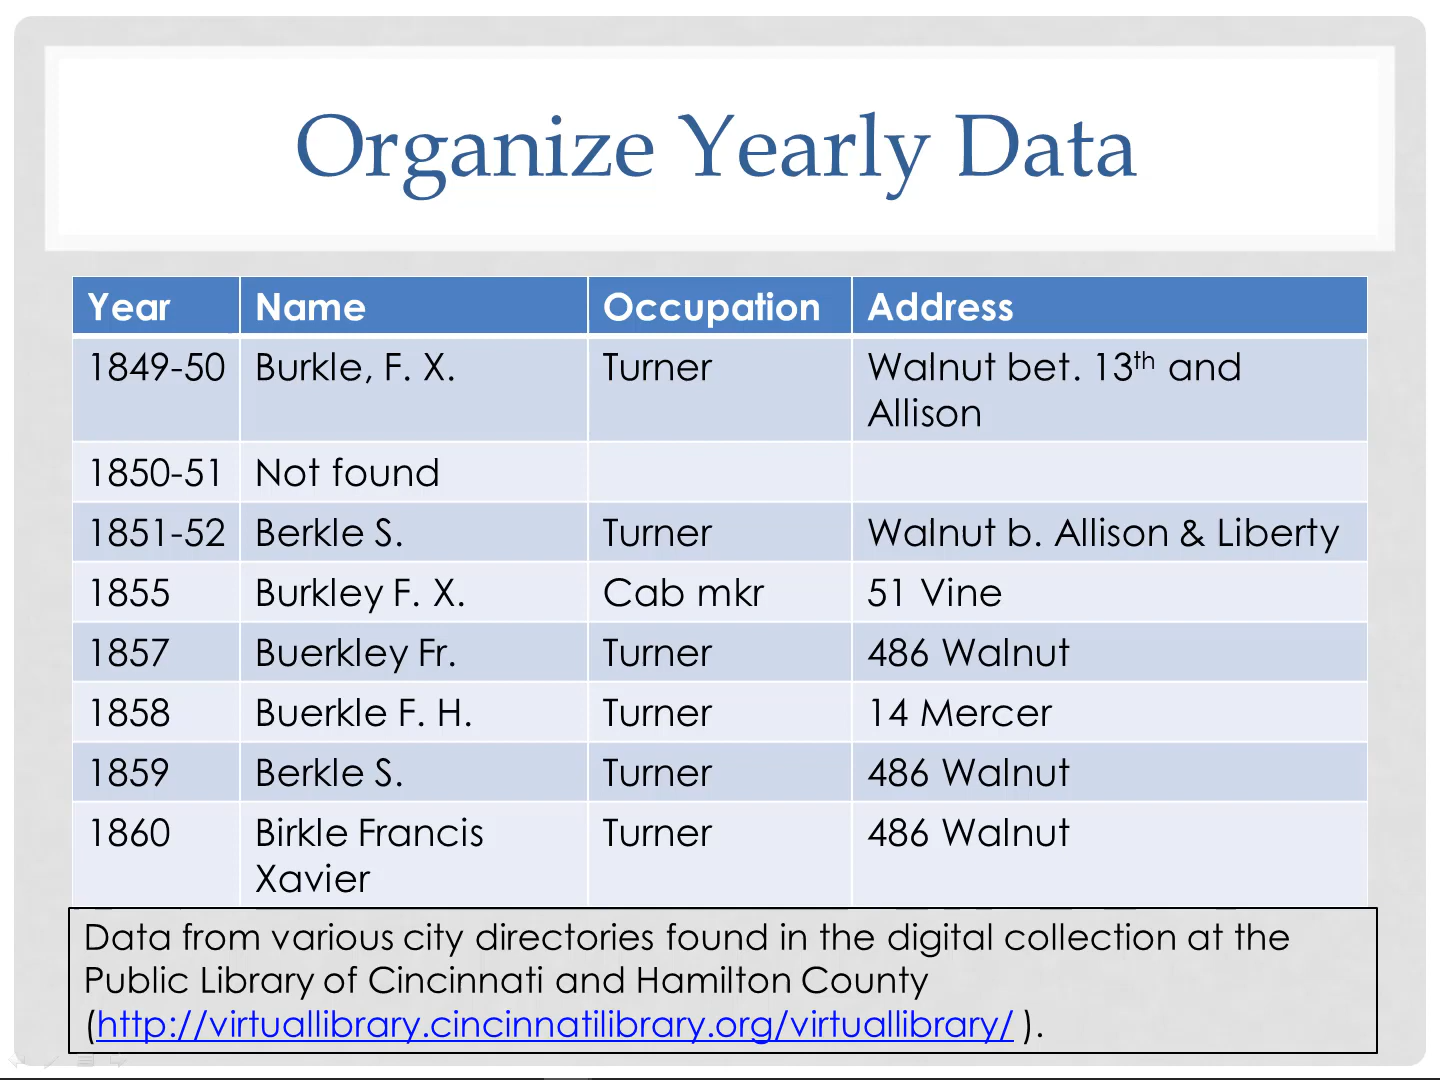 Organize Yearly Data
Year Name Occupation Address
1849-50 Burkle, F. X. Turner Walnut bet. 13th and
Allison
1850-51 Not found
1851-52 Berkle S. Turner Walnut b. Allison & Liberty
1855 Burkley F. X. Cab mkr 51 Vine
1857 Buerkley Fr. Turner 486 Walnut
1858 Buerkle F. H. Turner 14 Mercer
1859 Berkle S. Turner 486 Walnut
1860 Birkle Francis Turner 486 Walnut
Xavier
Data from various city directories found in the digital collection at the
Public Library of Cincinnati and Hamilton County
(http://virtuallibrary.cincinnatilibrary.org/virtuallibrary/ ).